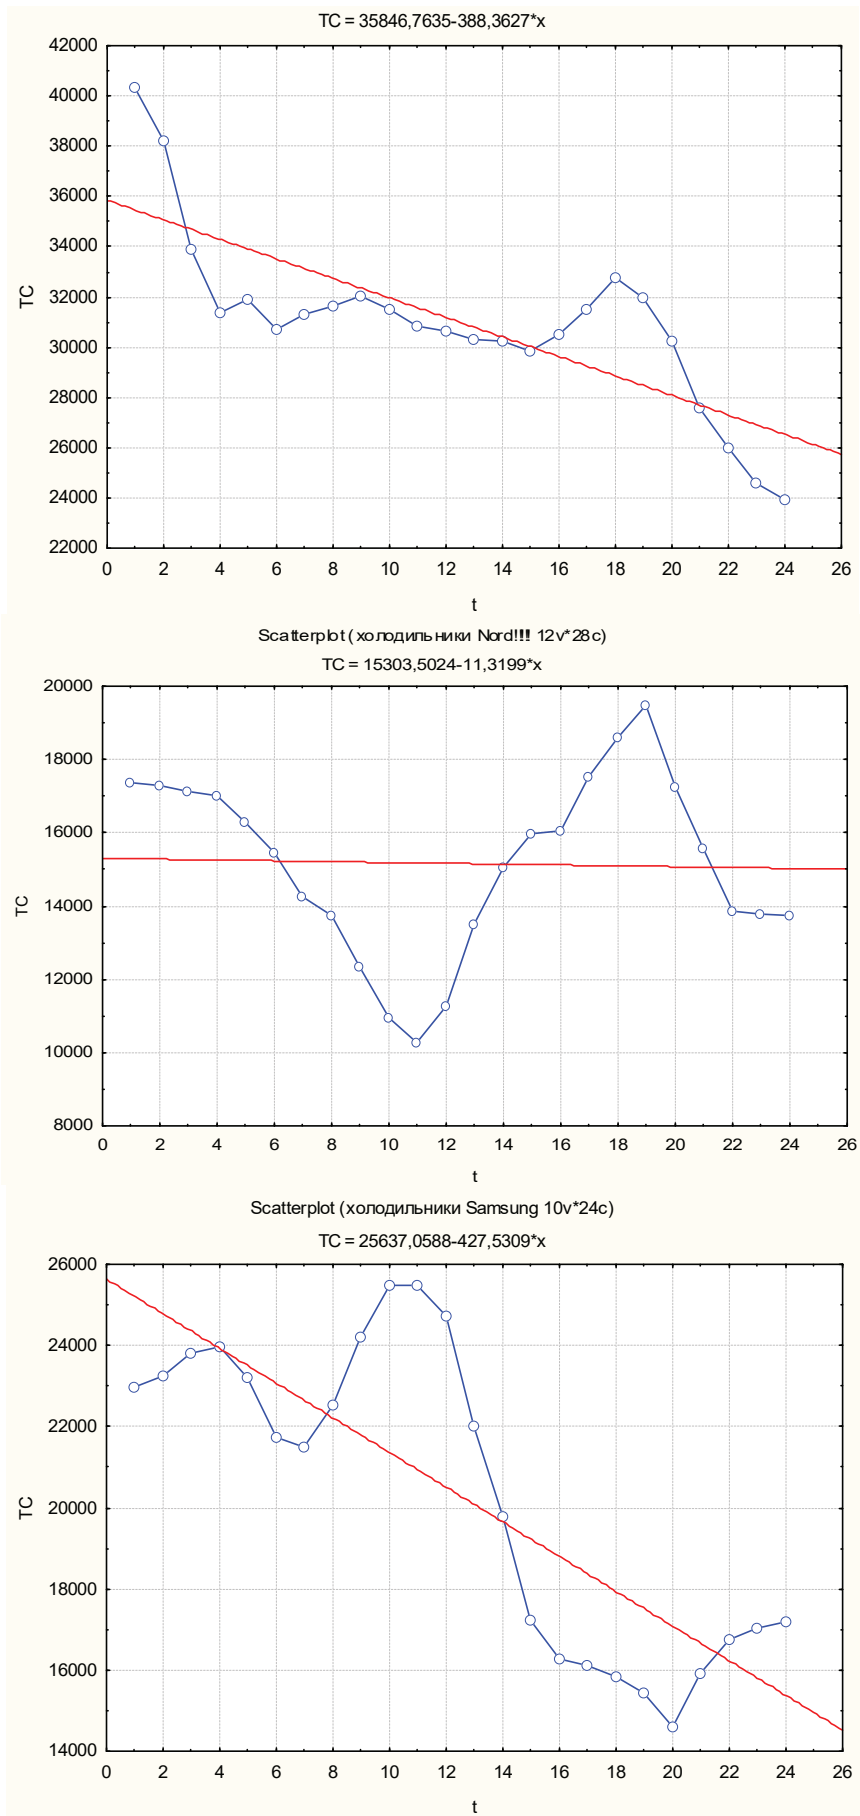 TC = 35846,7635-388,3627*x
42000
40000
38000
36000
34000
32000
30000
28000
26000
24000
22000
TC
0 2 4 6 8 10 12 14 16 18 20 22 24 26
t
Scatterplot (холодильники Nord!!!! 12v*28c)
TC = 15303,5024-11,3199*x
20000
18000
16000
14000
12000
10000
8000
TC
0 2 4 6 8 10 12 14 16 18 20 22 24 26
t
Scatterplot (холодильники Samsung 10v*24c)
TC = 25637,0588-427,5309*x
26000
24000
22000
20000
18000
16000
14000
TC
0 2 4 6 8 10 12 14 16 18 20 22 24 26
t